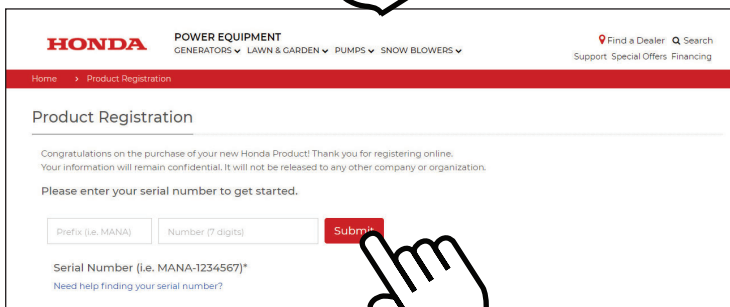 HONDA
POWER EQUIPMENT
GENERATORS LAWN & GARDEN PUMPS SNOW BLOWERS
Find a Dealer Search
Support Special Offers Financing
Home > Product Registration
Product Registration
Congratulations on the purchase of your new Honda Product! Thank you for registering online.
Your information will remain confidential. It will not be released to any other company or organization.
Please enter your serial number to get started.
Prefix (i.e. MANA) Number (7 digits) Submit
Serial Number (i.e. MANA-1234567)*
Need help finding your serial number?